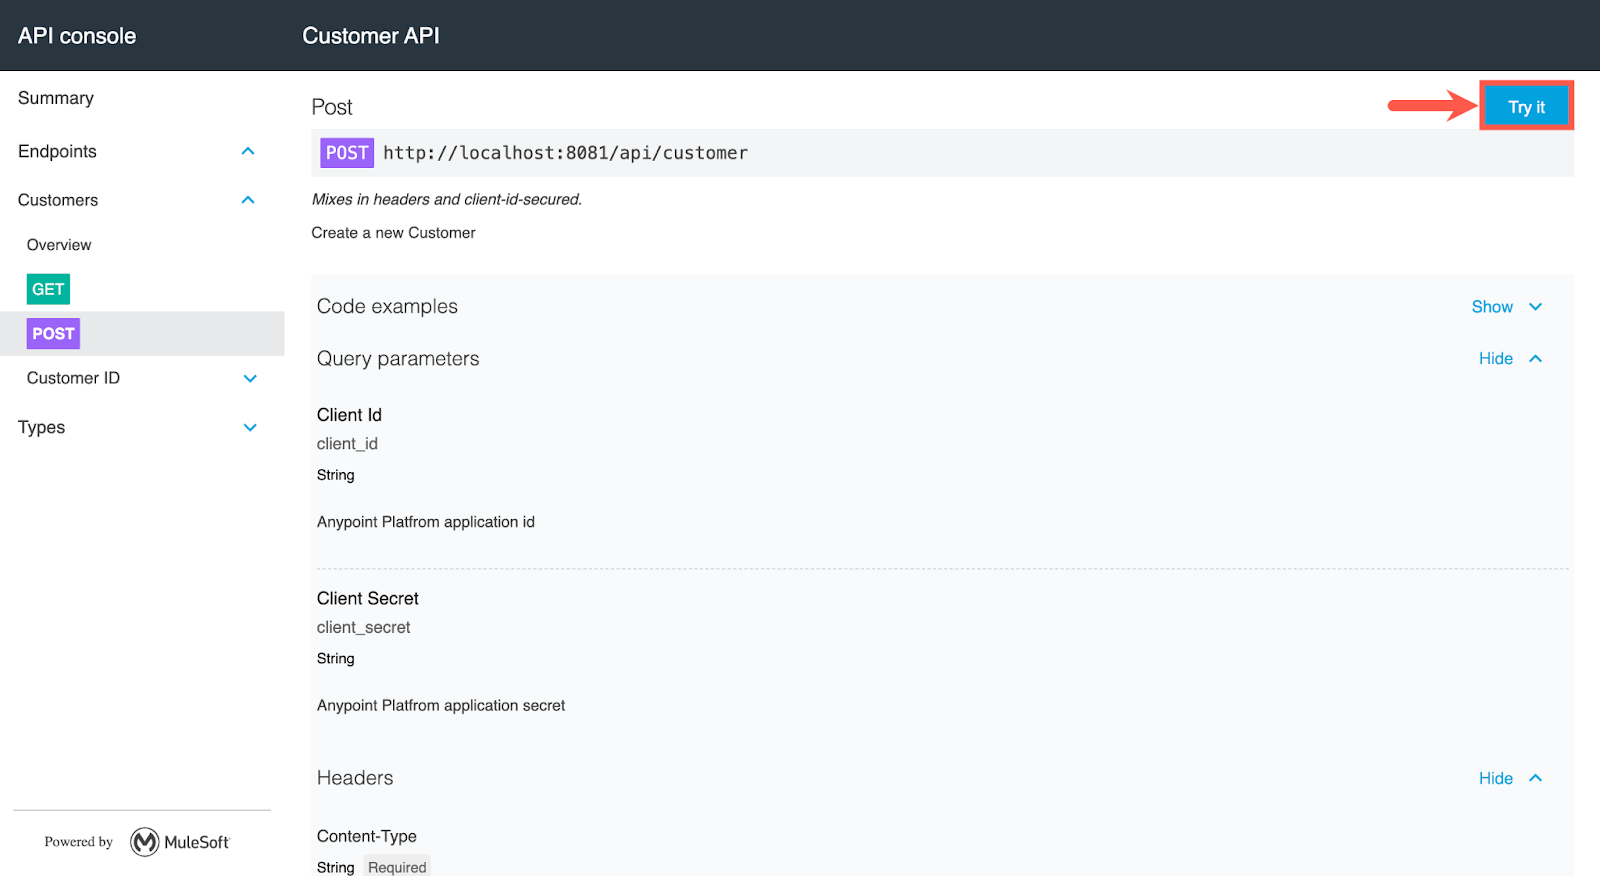 API console
Customer API
Summary
Endpoints
Customers
Overview
GET
POST
Customer ID
Types
Powered by MuleSoft
Post
Try it
POST http://localhost:8081/api/customer
Mixes in headers and client-id-secured.
Create a new Customer
Code examples
Show
Query parameters
Hide
Client Id
client_id
String
Anypoint Platfrom application id
Client Secret
client_secret
String
Anypoint Platfrom application secret
Headers
Hide
Content-Type
String Required